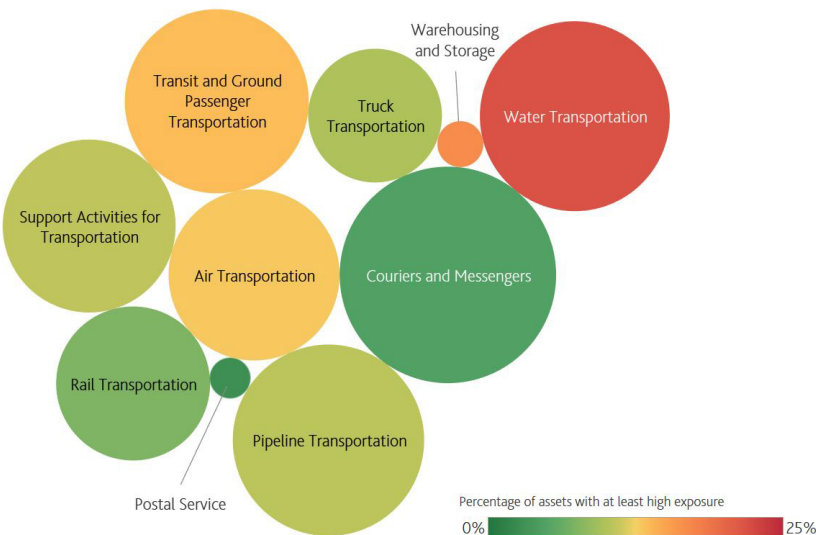 Warehousing
and Storage
Transit and Ground
Passenger
Transportation
Truck
Transportation
Water Transportation
Support Activities for
Transportation
Air Transportation
Couriers and Messengers
Rail Transportation
Pipeline Transportation
Postal Service
Percentage of assets with at least high exposure
0%
25%